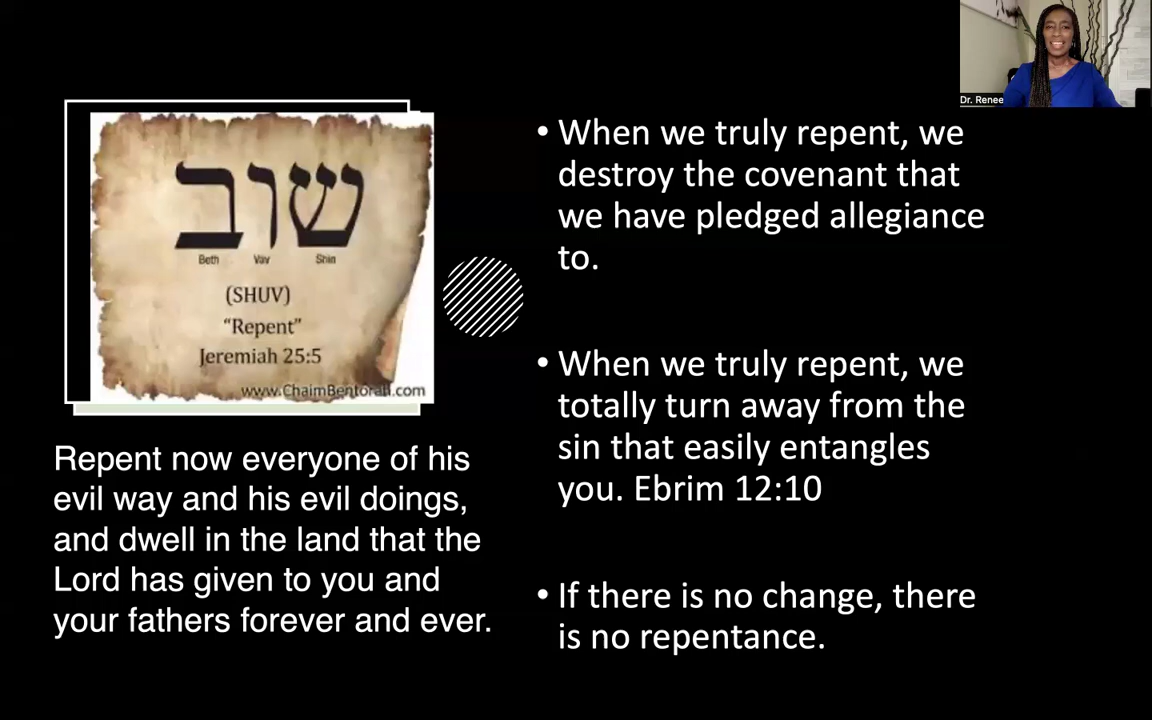 שוב
Beth Vav Shin
(SHUV)
“Repent”
Jeremiah 25:5
www.ChaimBentorah.com
Repent now everyone of his
evil way and his evil doings,
and dwell in the land that the
Lord has given to you and
your fathers forever and ever.
• When we truly repent, we
destroy the covenant that
we have pledged allegiance
to.
• When we truly repent, we
totally turn away from the
sin that easily entangles
you. Ebrim 12:10
• If there is no change, there
is no repentance.
Dr. Renee